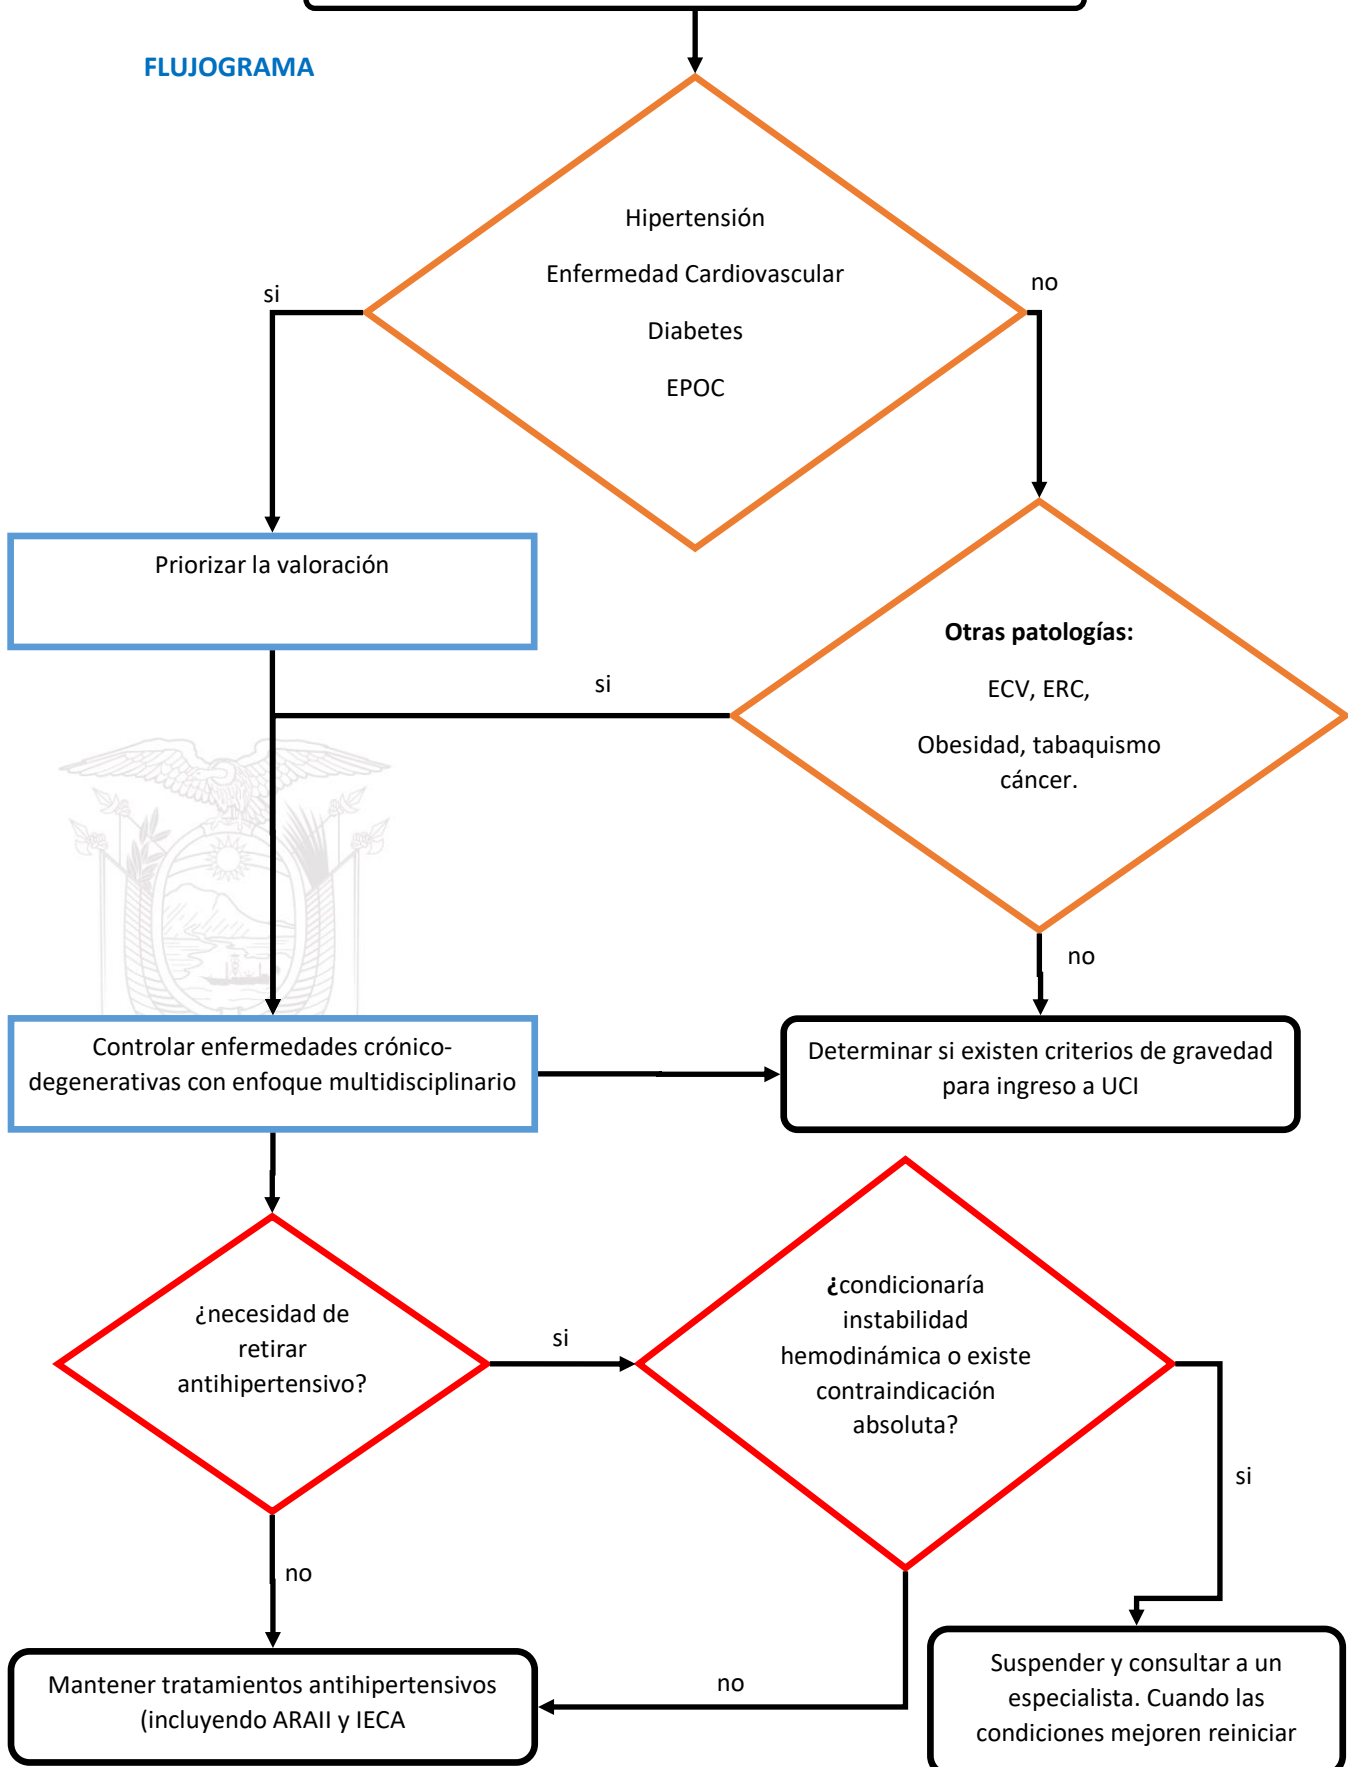 FLUJOGRAMA
Hipertensión
Enfermedad Cardiovascular
Diabetes
EPOC
si
no
Priorizar la valoración
Otras patologías:
ECV, ERC,
Obesidad, tabaquismo
cáncer.
si
no
Controlar enfermedades crónico-
degenerativas con enfoque multidisciplinario
Determinar si existen criterios de gravedad
para ingreso a UCI
¿necesidad de
retirar
antihipertensivo?
si
¿condicionaría
instabilidad
hemodinámica o existe
contraindicación
absoluta?
si
no
no
Mantener tratamientos antihipertensivos
(incluyendo ARAII y IECA
Suspender y consultar a un
especialista. Cuando las
condiciones mejoren reiniciar